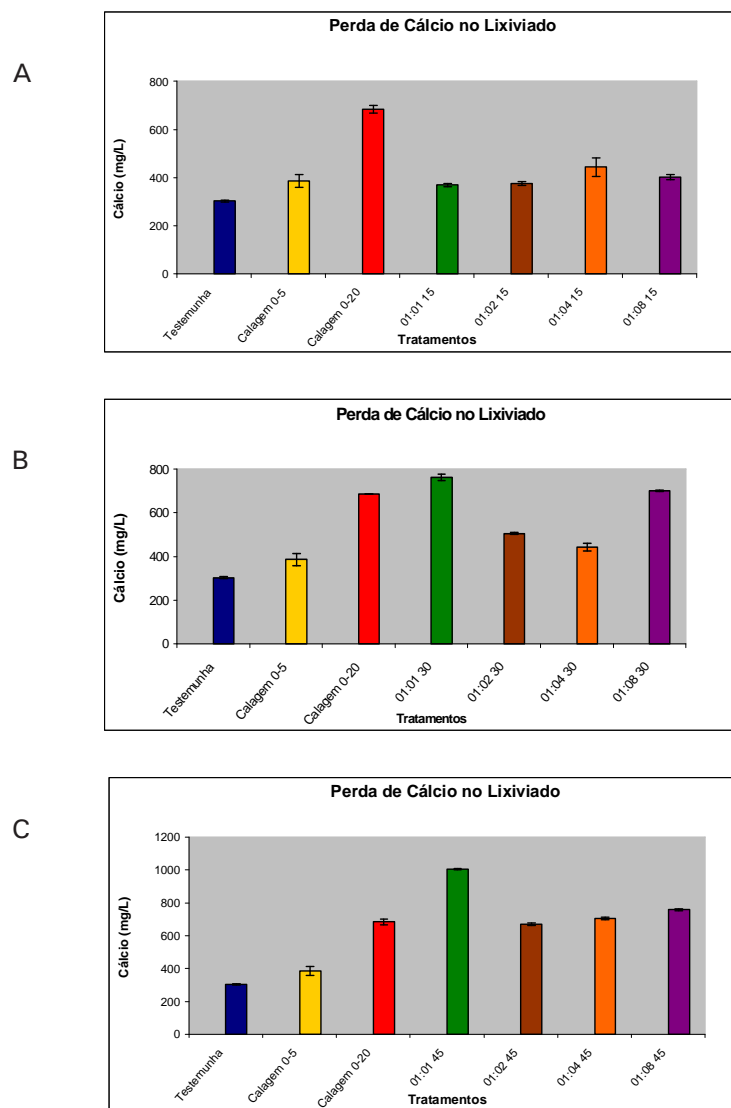 A
Perda de Cálcio no Lixiviado
Cálcio (mg/L)
800
600
400
200
0
Testemunha
Calagem 0-5
Calagem 0-20
01:01 15
01:02 15
01:04 15
01:08 15
Tratamentos
B
Perda de Cálcio no Lixiviado
Cálcio (mg/L)
800
600
400
200
0
Testemunha
Calagem 0-5
Calagem 0-20
01:01 30
01:02 30
01:04 30
01:08 30
Tratamentos
C
Perda de Cálcio no Lixiviado
Cálcio (mg/L)
1200
1000
800
600
400
200
0
Testemunha
Calagem 0-5
Calagem 0-20
01:01 45
01:02 45
01:04 45
01:08 45
Tratamentos